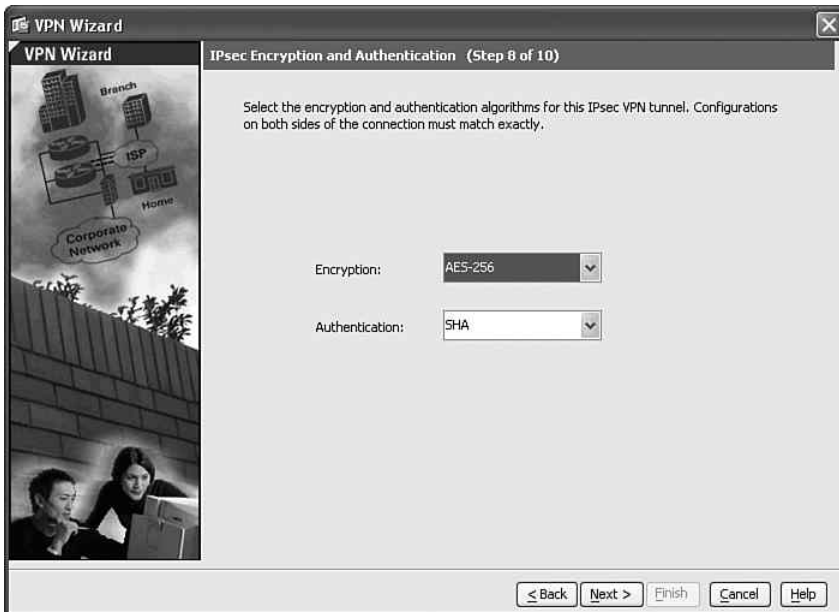 VPN Wizard
VPN Wizard
IPsec Encryption and Authentication (Step 8 of 10)
Branch
ISP
Home
Corporate
Network
Select the encryption and authentication algorithms for this IPsec VPN tunnel. Configurations
on both sides of the connection must match exactly.
Encryption:
AES-256
Authentication:
SHA
< Back
Next >
Finish
Cancel
Help